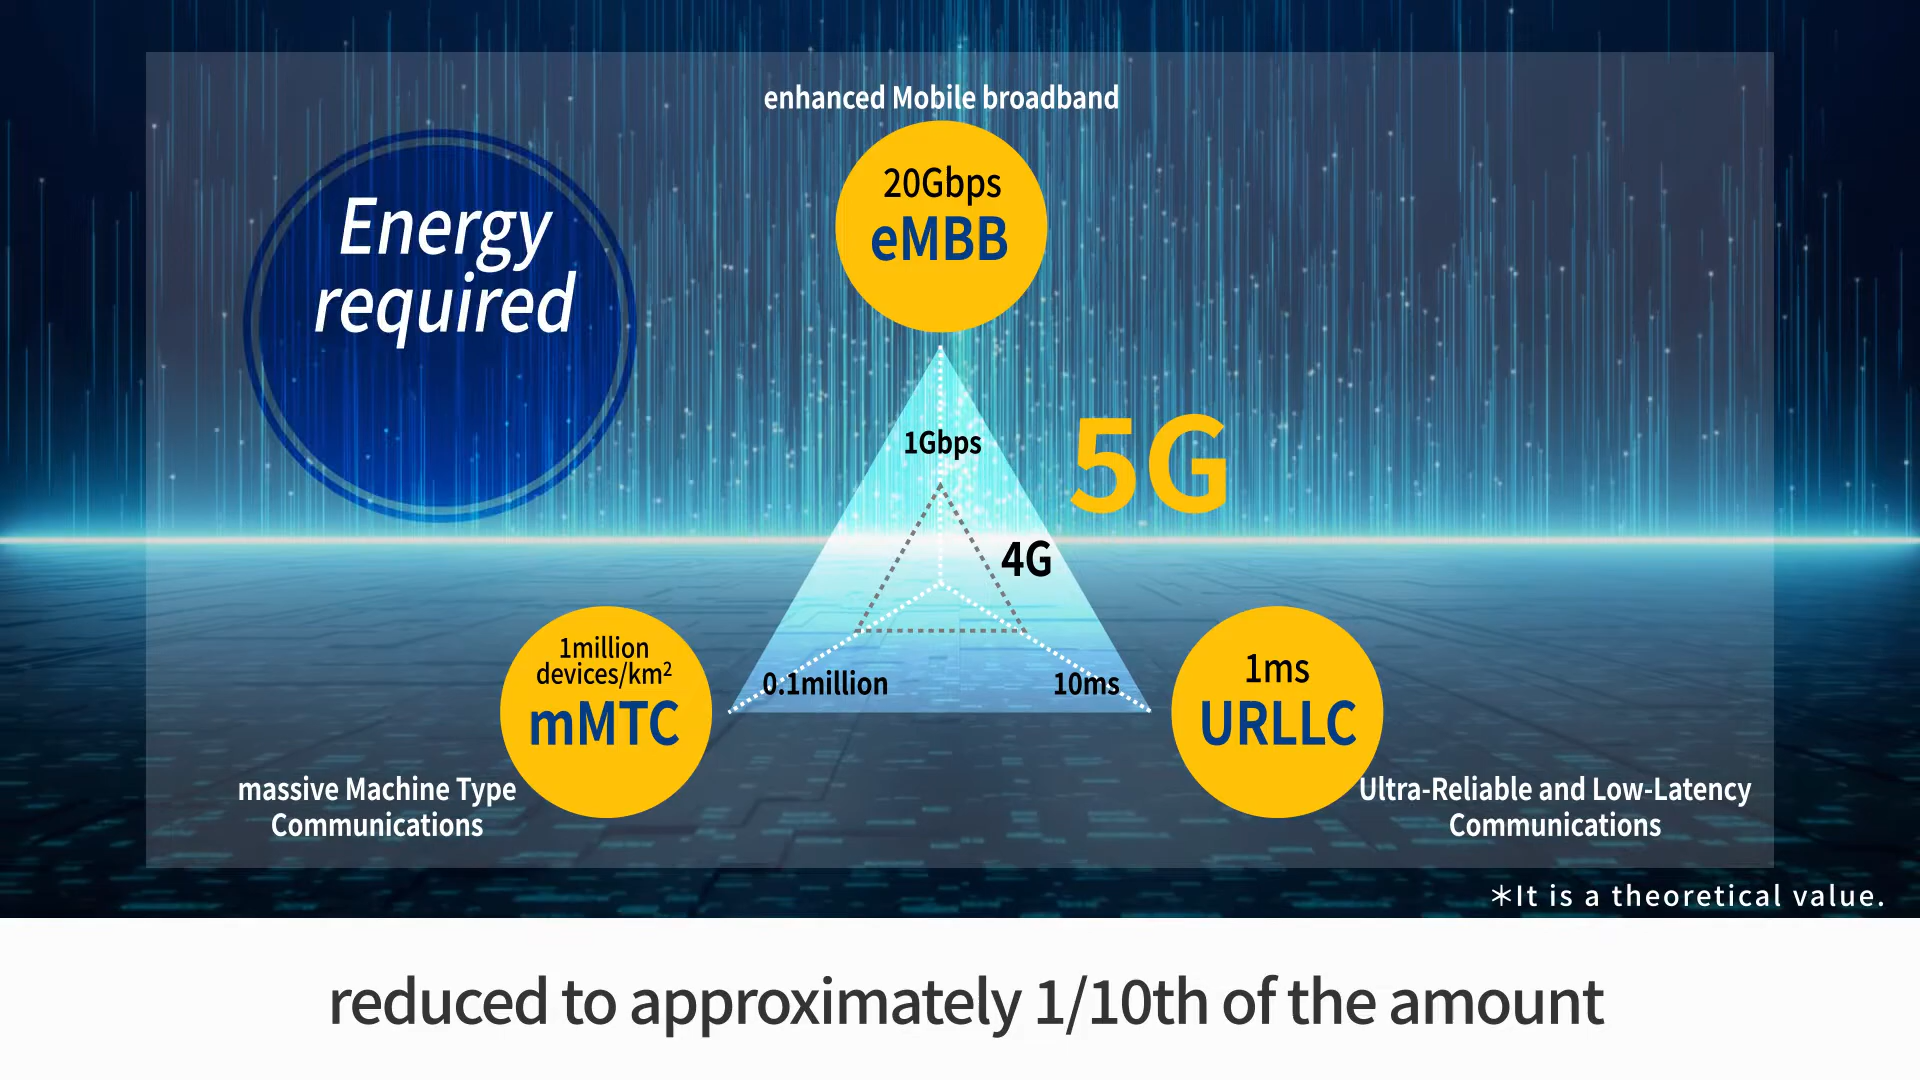 enhanced Mobile broadband
20Gbps
eMBB
Energy
required
1Gbps
5G
4G
1million
devices/km²
mMTC
0.1million
10ms
1ms
URLLC
massive Machine Type
Communications
Ultra-Reliable and Low-Latency
Communications
＊It is a theoretical value.
reduced to approximately 1/10th of the amount